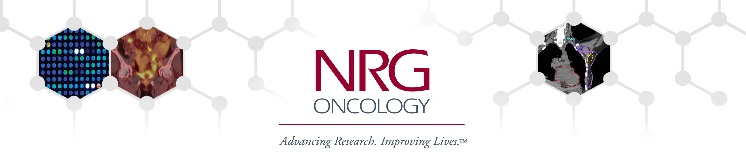 NRG
ONCOLOGY
Advancing Research. Improving Lives.™